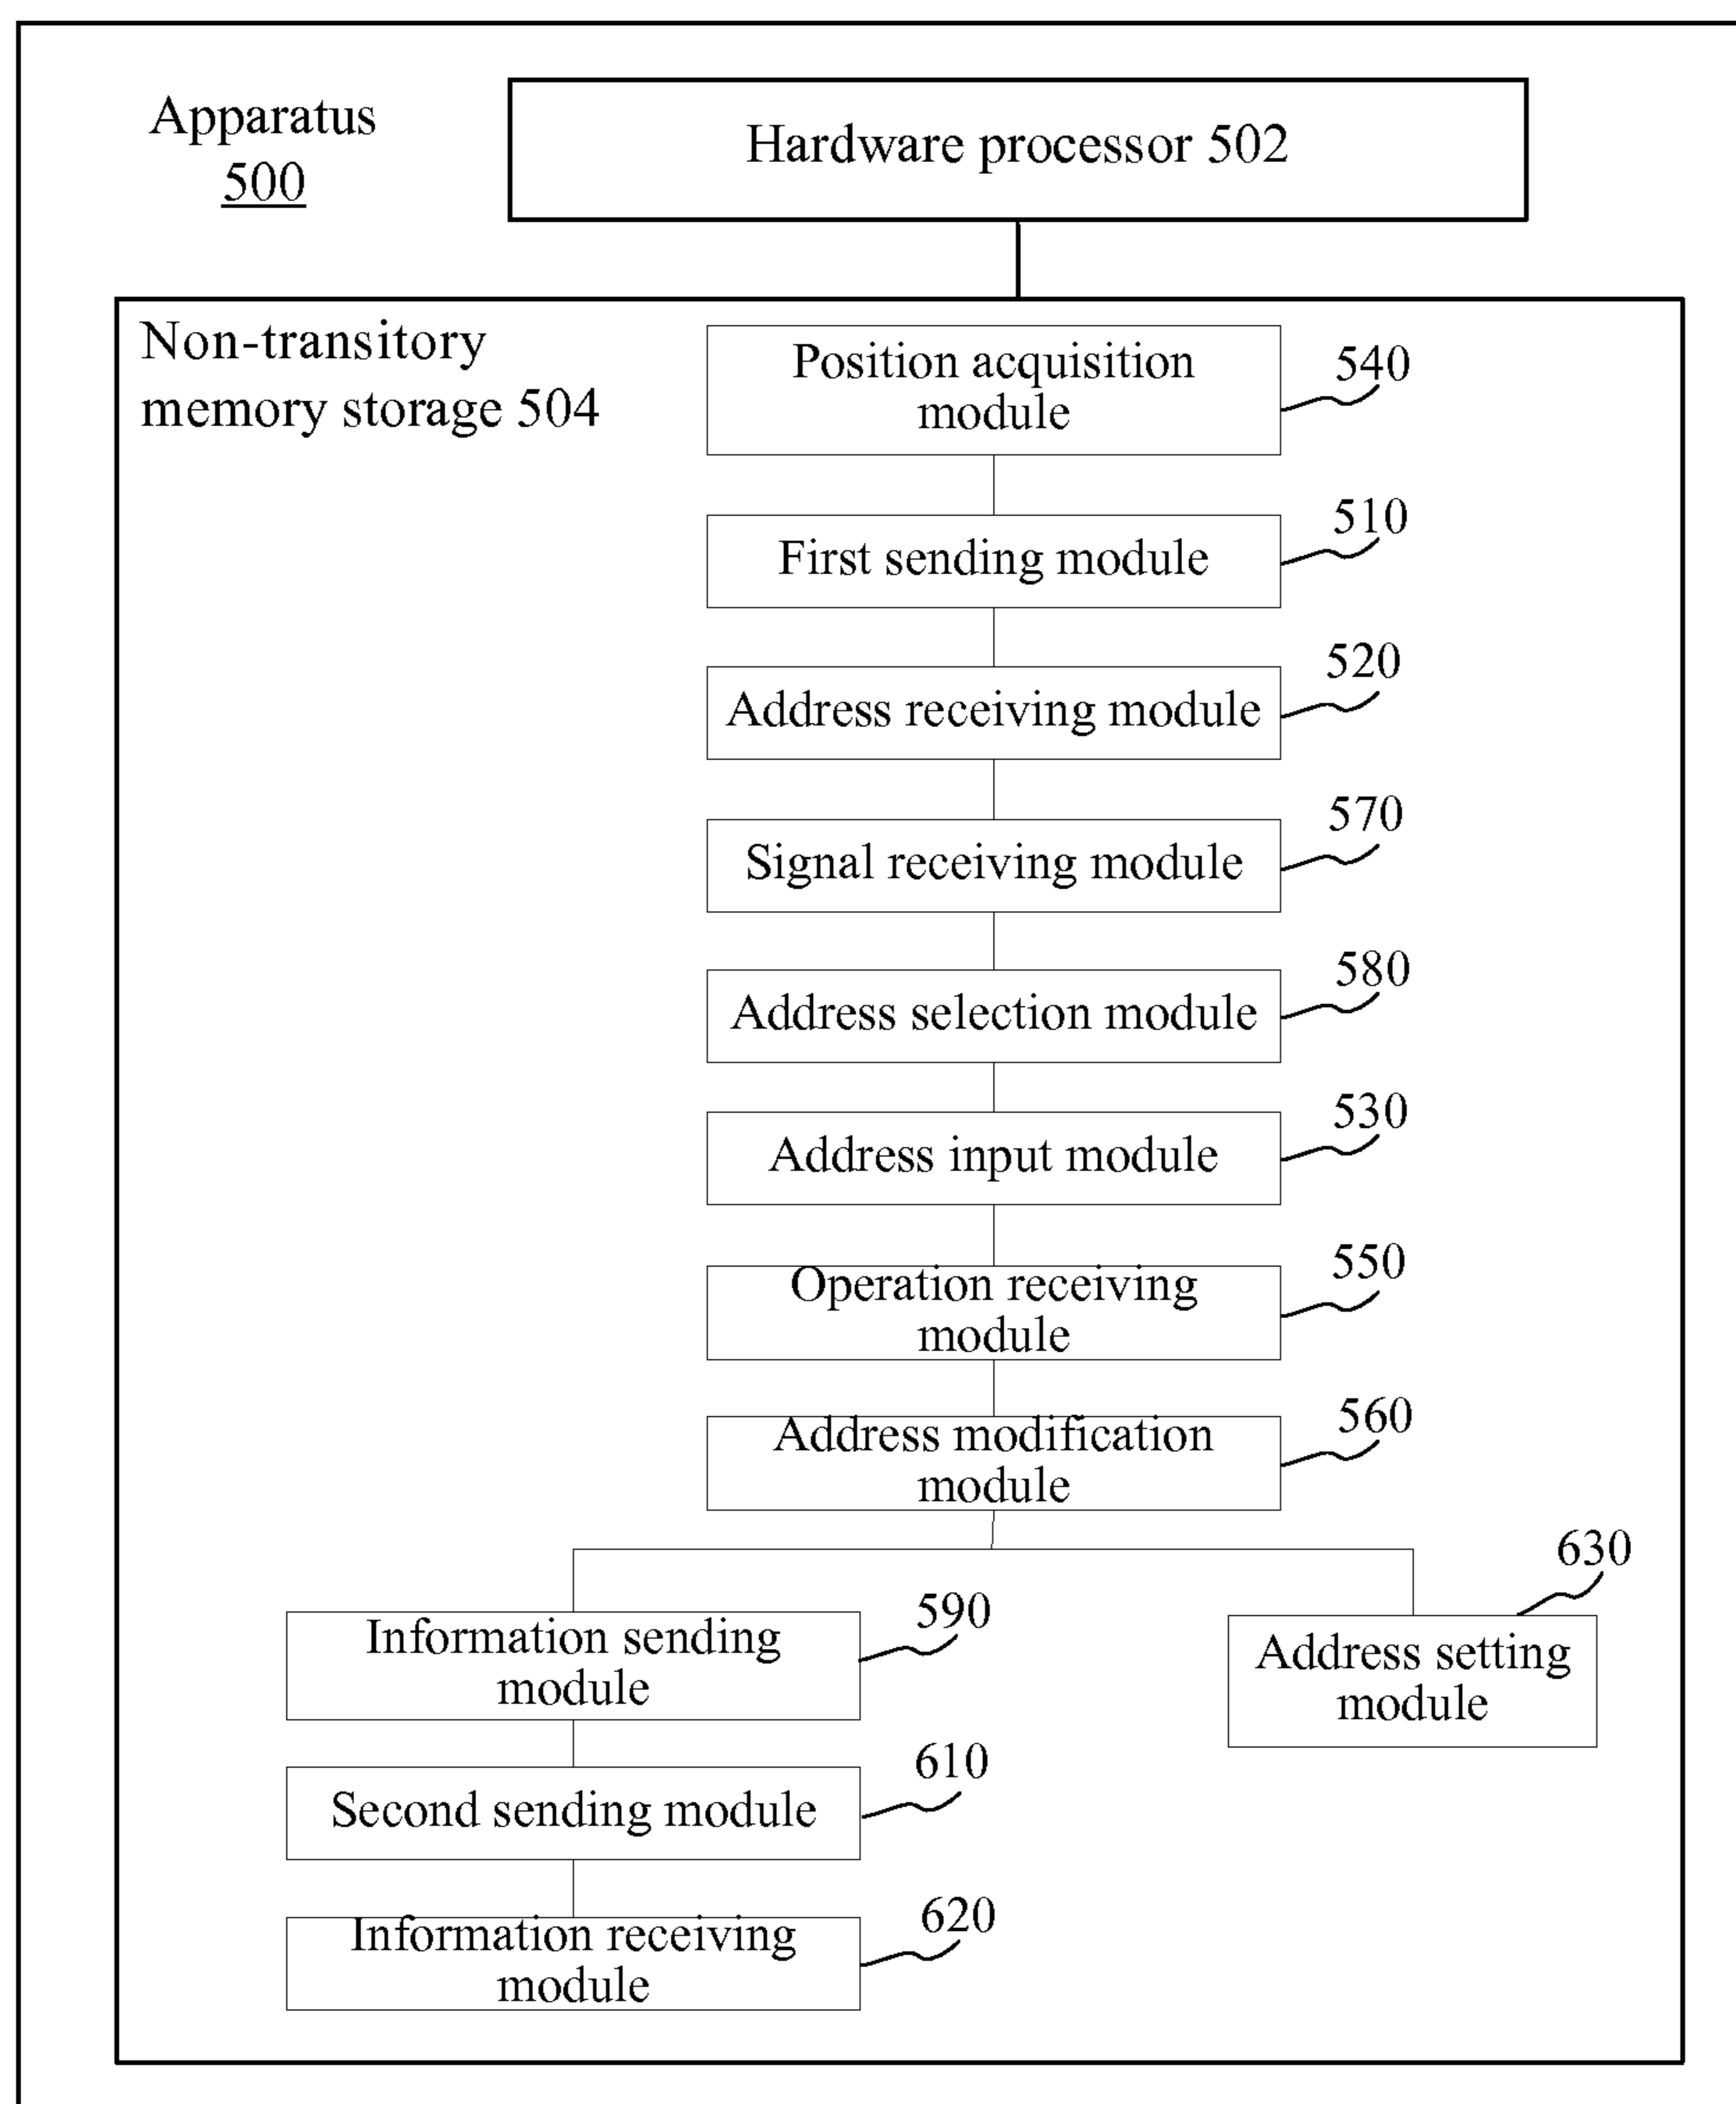 Apparatus
500
Hardware processor 502
Non-transitory
memory storage 504
Position acquisition
module
540
First sending module
510
Address receiving module
520
Signal receiving module
570
Address selection module
580
Address input module
530
Operation receiving
module
550
Address modification
module
560
Information sending
module
590
Address setting
module
630
Second sending module
610
Information receiving
module
620